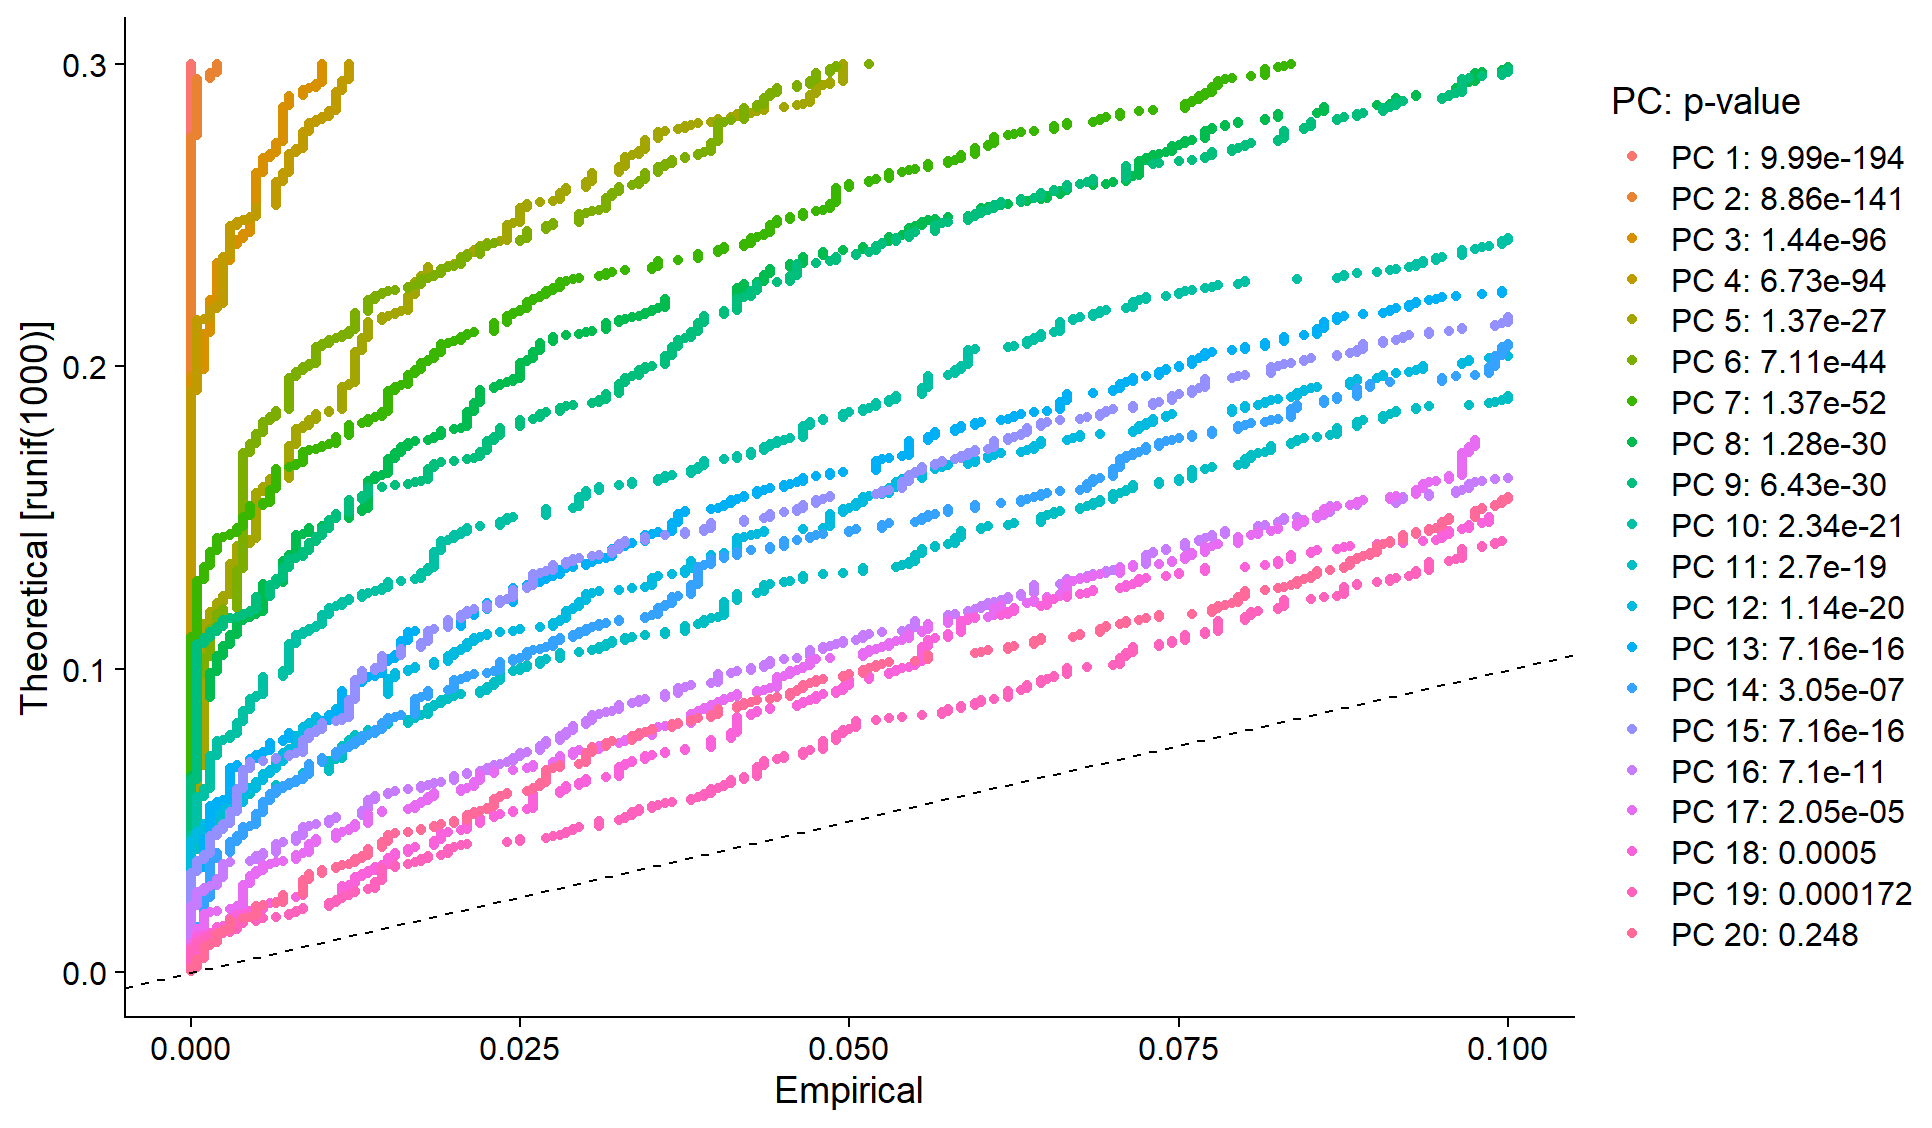 Theoretical [runif(1000)]
0.3
0.2
0.1
0.0
0.000
0.025
0.050
0.075
0.100
Empirical
PC: p-value
PC 1: 9.99e-194
PC 2: 8.86e-141
PC 3: 1.44e-96
PC 4: 6.73e-94
PC 5: 1.37e-27
PC 6: 7.11e-44
PC 7: 1.37e-52
PC 8: 1.28e-30
PC 9: 6.43e-30
PC 10: 2.34e-21
PC 11: 2.7e-19
PC 12: 1.14e-20
PC 13: 7.16e-16
PC 14: 3.05e-07
PC 15: 7.16e-16
PC 16: 7.1e-11
PC 17: 2.05e-05
PC 18: 0.0005
PC 19: 0.000172
PC 20: 0.248